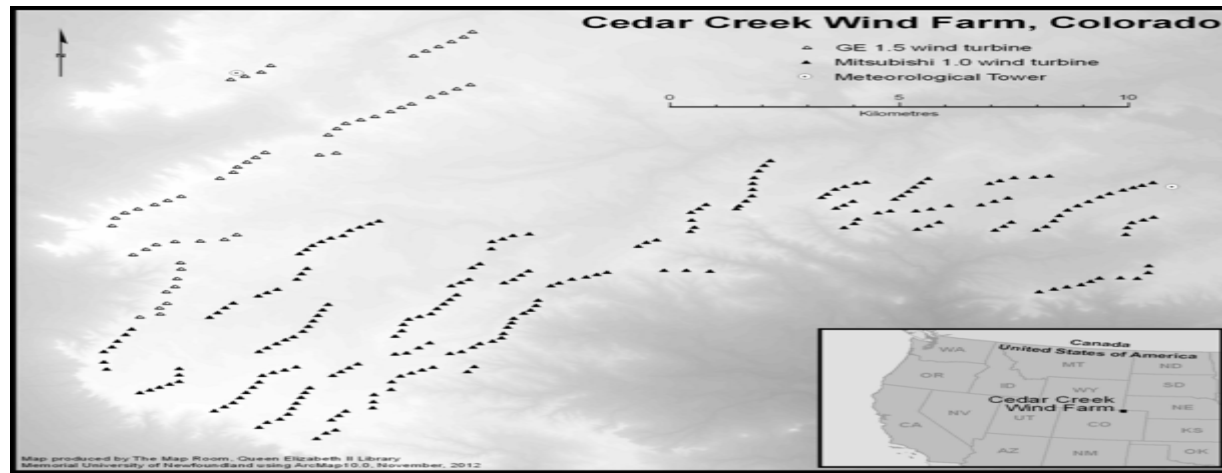 Cedar Creek Wind Farm, Colorado
N
GE 1.5 wind turbine
Mitsubishi 1.0 wind turbine
Meteorological Tower
0 5 10
Kilometres
Canada
United States of America
WA
MT
ND
OR
ID
SD
WY
Cedar Creek
Wind Farm
NE
NV
UT
CO
CA
KS
AZ
NM
OK
Map produced by The Map Room, Queen Elizabeth II Library
Memorial University of Newfoundland using ArcMap10.0, November, 2012